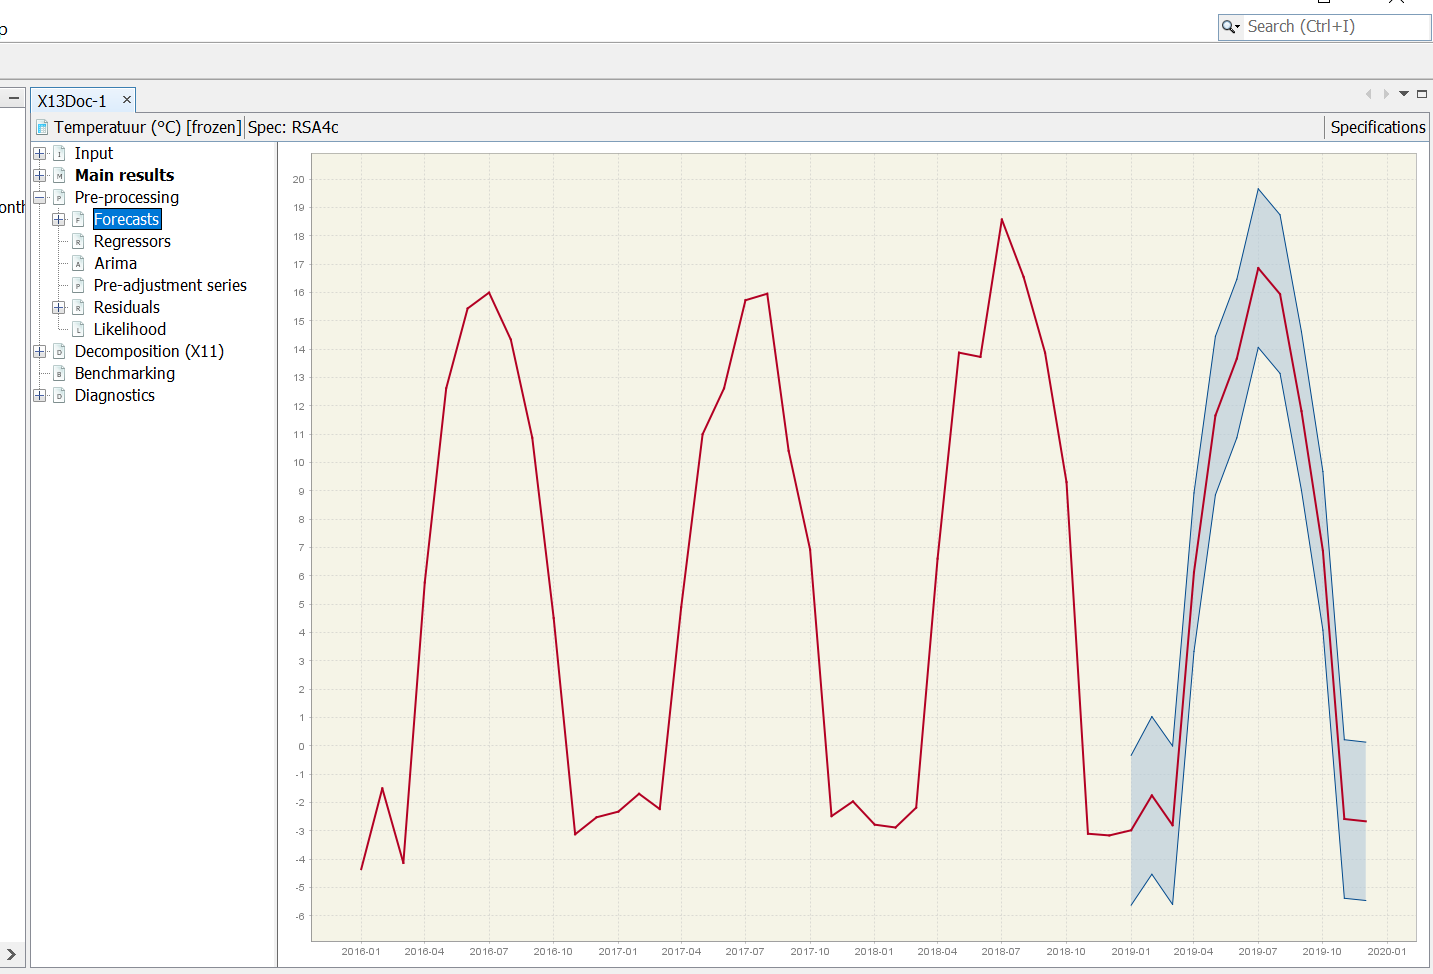 p
Search (Ctrl+I)
X13Doc-1
Temperatuur (°C) [frozen] Spec: RSA4c
Specifications
onth
Input
Main results
Pre-processing
Forecasts
Regressors
Arima
Pre-adjustment series
Residuals
Likelihood
Decomposition (X11)
Benchmarking
Diagnostics
20
19
18
17
16
15
14
13
12
11
10
9
8
7
6
5
4
3
2
1
0
-1
-2
-3
-4
-5
-6
2016-01 2016-04 2016-07 2016-10 2017-01 2017-04 2017-07 2017-10 2018-01 2018-04 2018-07 2018-10 2019-01 2019-04 2019-07 2019-10 2020-01